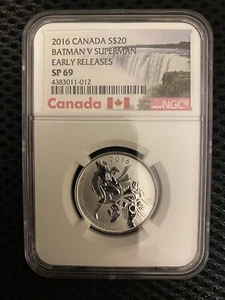 2016 CANADA S$20
BATMAN V SUPERMAN
EARLY RELEASES
SP 69
4383011-012
Canada
NGC
2016